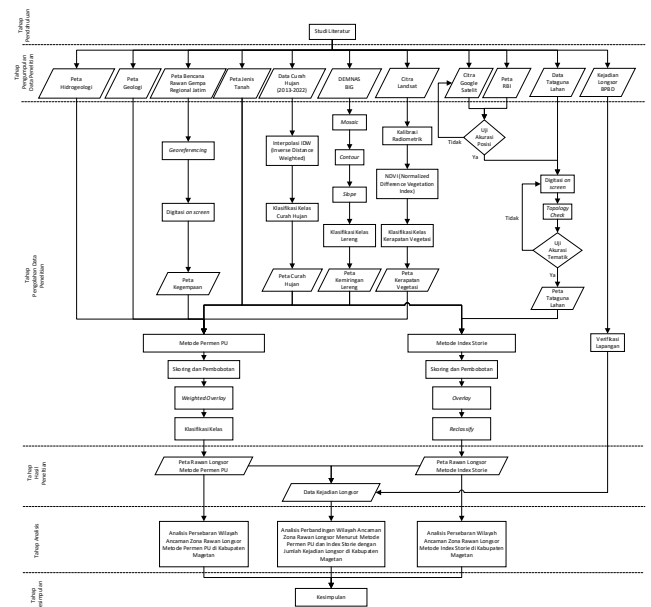 Tahap
Pendahuluan
Studi Literatur
Tahap
Pengumpulan
Data Penelitian
Peta
Hidrogeologi
Peta
Geologi
Peta Bencana
Rawan Gempa
Regional Jatim
Peta Jenis
Tanah
Data Curah
Hujan
(2013-2022)
DEMNAS
BIG
Citra
Landsat
Citra
Google
Satelit
Peta
RBI
Data
Tataguna
Lahan
Kejadian
Longsor
BPBD
Tahap
Pengolahan Data
Penelitian
Georeferencing
Digitasi on screen
Peta
Kegempaan
Interpolasi IDW
(Inverse Distance
Weighted)
Klasifikasi Kelas
Curah Hujan
Peta Curah
Hujan
Mosaic
Contour
Slope
Klasifikasi Kelas
Lereng
Peta
Kemiringan
Lereng
Kalibrasi
Radiometrik
NDVI (Normalized
Difference Vegetation
Index)
Klasifikasi Kelas
Kerapatan Vegetasi
Peta
Kerapatan
Vegetasi
Uji
Akurasi
Posisi
Tidak
Ya
Digitasi on
screen
Topology
Check
Tidak
Uji
Akurasi
Tematik
Ya
Peta
Tataguna
Lahan
Verifikasi
Lapangan
Metode Permen PU
Skoring dan Pembobotan
Weighted Overlay
Klasifikasi Kelas
Metode Index Storie
Skoring dan Pembobotan
Overlay
Reclassify
Tahap
Hasil
Penelitian
Peta Rawan Longsor
Metode Permen PU
Peta Rawan Longsor
Metode Index Storie
Data Kejadian Longsor
Tahap Analisis
Analisis Persebaran Wilayah
Ancaman Zona Rawan Longsor
Metode Permen PU di Kabupaten
Magetan
Analisis Perbandingan Wilayah Ancaman
Zona Rawan Longsor Menurut Metode
Permen PU dan Index Storie dengan
Jumlah Kejadian Longsor di Kabupaten
Magetan
Analisis Persebaran Wilayah
Ancaman Zona Rawan Longsor
Metode Index Storie di Kabupaten
Magetan
Tahap
esimpulan
Kesimpulan